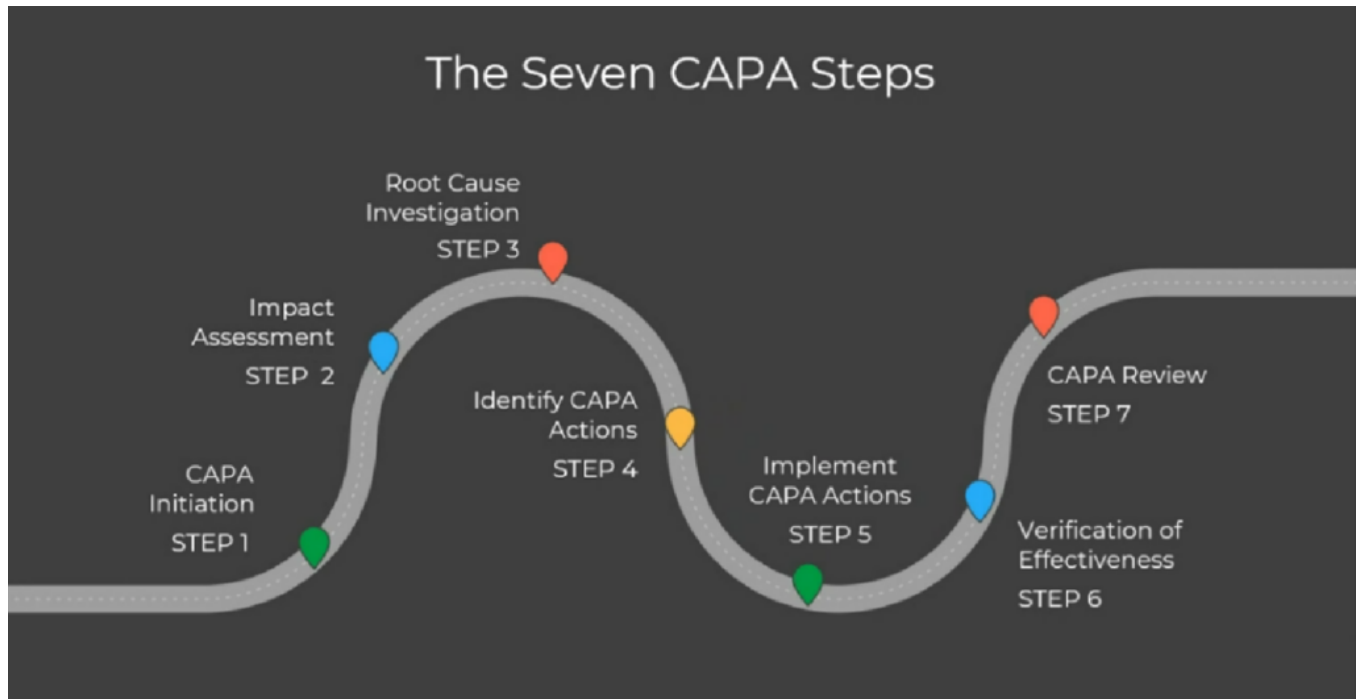 The Seven CAPA Steps
CAPA
Initiation
STEP 1
Impact
Assessment
STEP 2
Root Cause
Investigation
STEP 3
Identify CAPA
Actions
STEP 4
Implement
CAPA Actions
STEP 5
Verification of
Effectiveness
STEP 6
CAPA Review
STEP 7